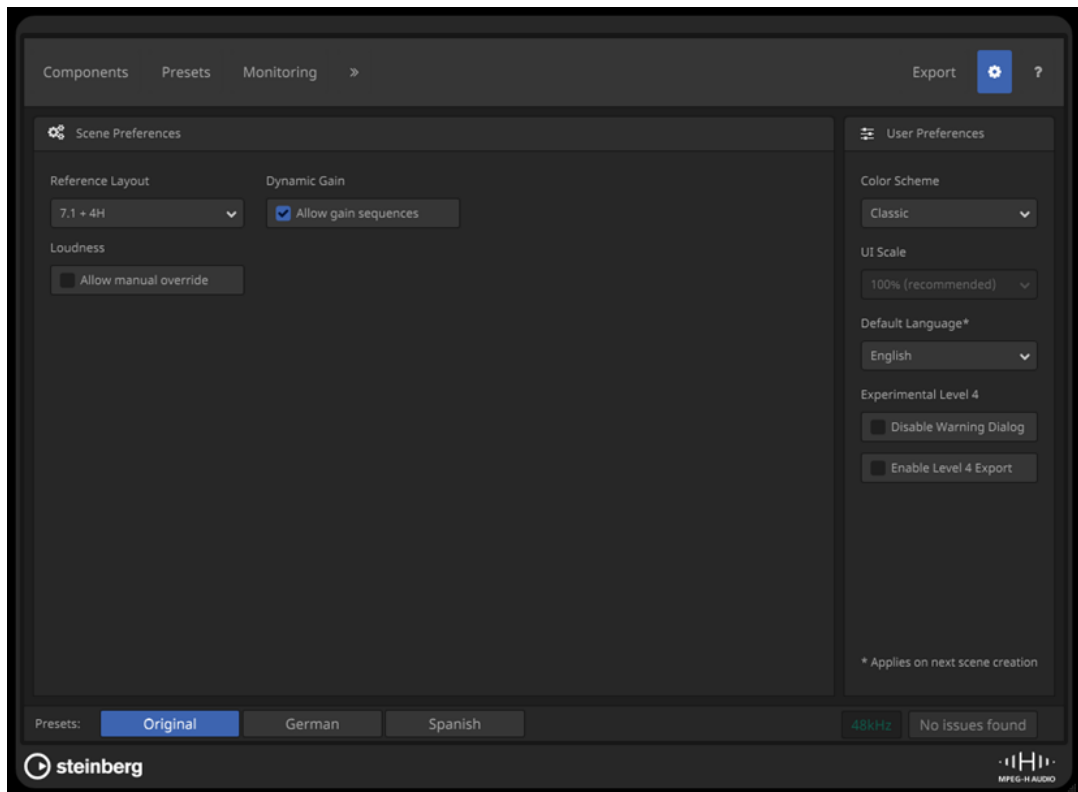 Components Presets Monitoring » Export ?
Scene Preferences
User Preferences
Reference Layout Dynamic Gain
Color Scheme
7.1 + 4H
Allow gain sequences
Classic
Loudness
UI Scale
Allow manual override
100% (recommended)
Default Language*
English
Experimental Level 4
Disable Warning Dialog
Enable Level 4 Export
* Applies on next scene creation
Presets: Original German Spanish 48kHz No issues found
steinberg
MPEG-H AUDIO